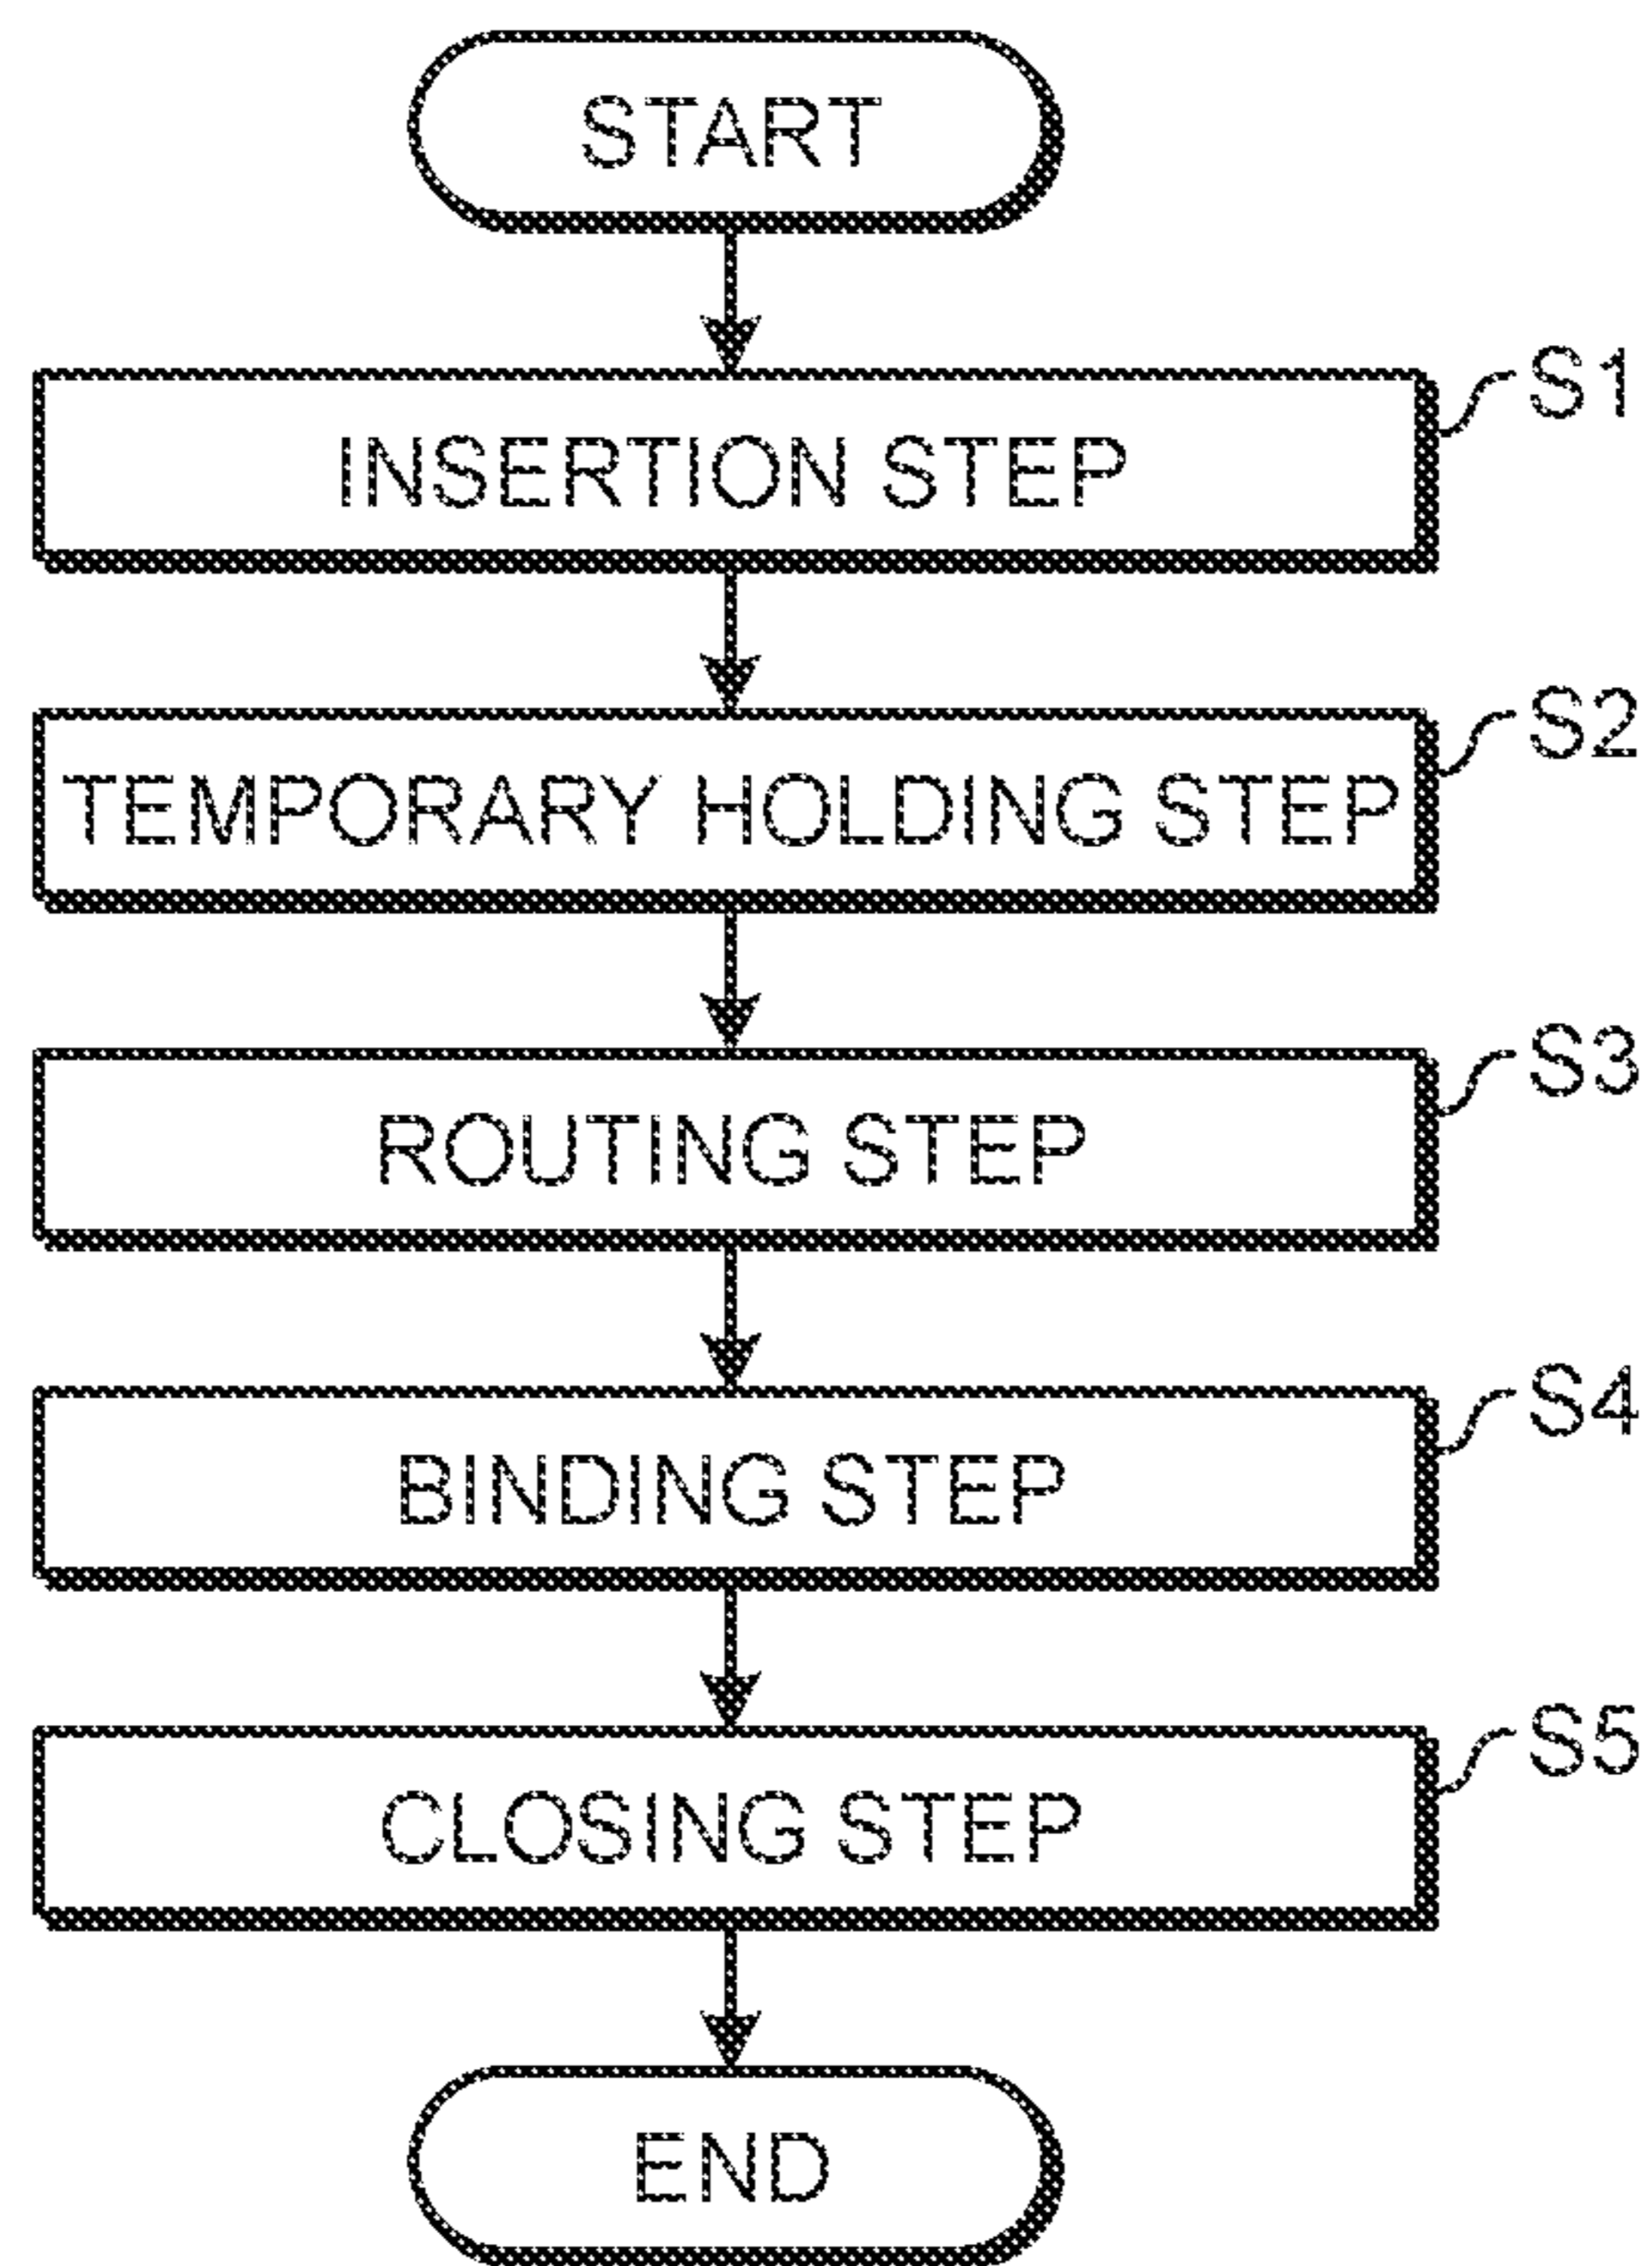 START
S1
INSERTION STEP
S2
TEMPORARY HOLDING STEP
S3
ROUTING STEP
S4
BINDING STEP
S5
CLOSING STEP
END